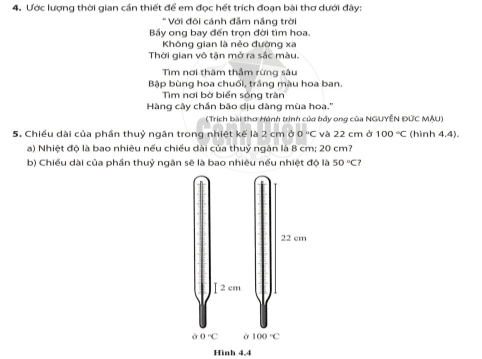 4. Ước lượng thời gian cần thiết để em đọc hết trích đoạn bài thơ dưới đây:
"Với đôi cánh đẫm nắng trời
Bầy ong bay đến trọn đời tìm hoa.
Không gian là nẻo đường xa
Thời gian vô tận mở ra sắc màu.
Tìm nơi thăm thẳm rừng sâu
Bập bùng hoa chuối, trắng màu hoa ban.
Tìm nơi bờ biển sóng tràn
Hàng cây chắn bão dịu dàng mùa hoa."
(Trích bài thơ Hành trình của bầy ong của NGUYỄN ĐỨC MẬU)
Cánh Diều
5. Chiều dài của phần thuỷ ngân trong nhiệt kế là 2 cm ở 0 °C và 22 cm ở 100 °C (hình 4.4).
a) Nhiệt độ là bao nhiêu nếu chiều dài của thuỷ ngân là 8 cm; 20 cm?
b) Chiều dài của phần thuỷ ngân sẽ là bao nhiêu nếu nhiệt độ là 50 °C?
22 cm
2 cm
ở 0 °C
ở 100 °C
Hình 4.4